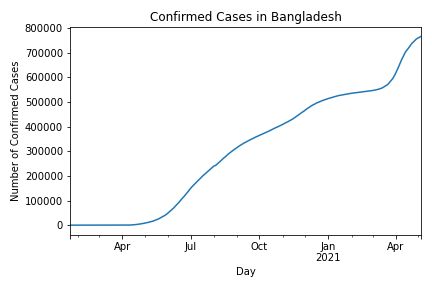 Confirmed Cases in Bangladesh
800000
700000
600000
500000
400000
300000
200000
100000
0
Number of Confirmed Cases
Apr Jul Oct Jan Apr
2021
Day